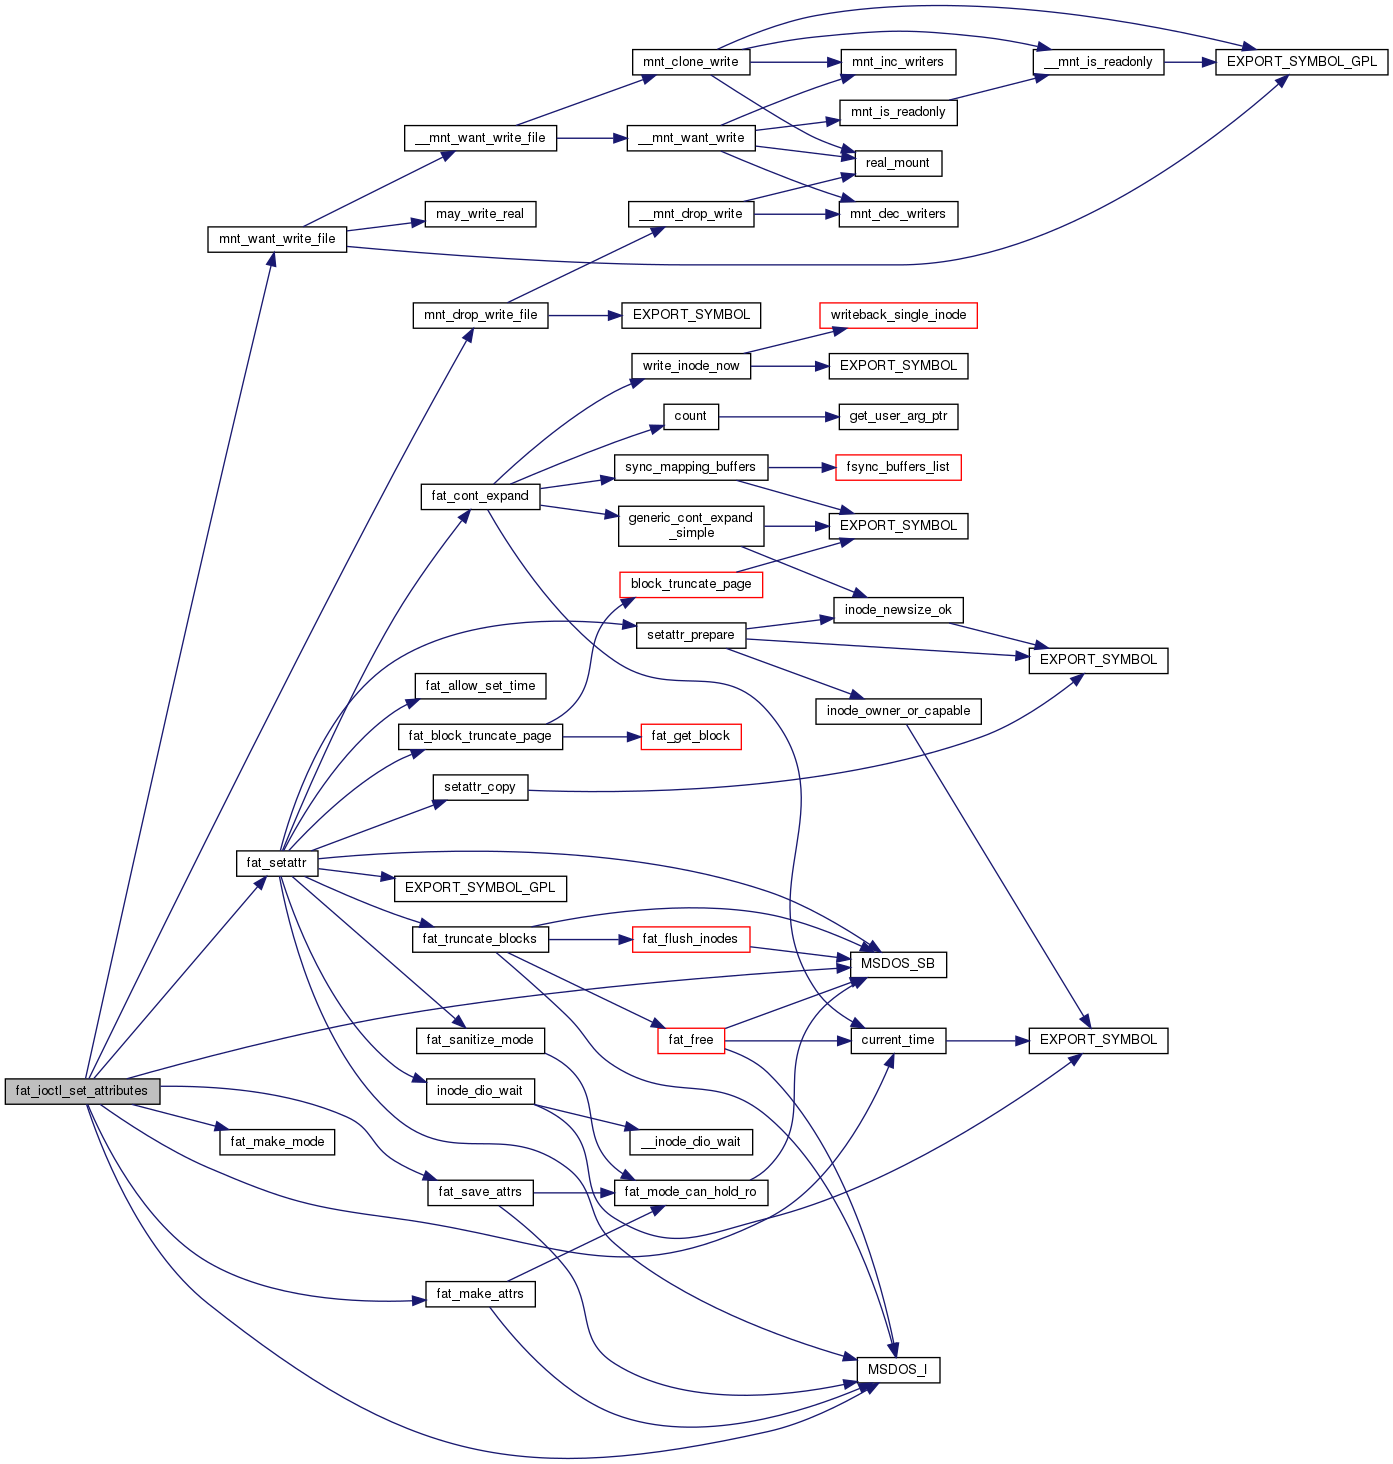 mnt_clone_write
mnt_inc_writers
__mnt_is_readonly
EXPORT_SYMBOL_GPL
mnt_is_readonly
__mnt_want_write_file
__mnt_want_write
real_mount
may_write_real
__mnt_drop_write
mnt_dec_writers
mnt_want_write_file
mnt_drop_write_file
EXPORT_SYMBOL
writeback_single_inode
write_inode_now
EXPORT_SYMBOL
count
get_user_arg_ptr
sync_mapping_buffers
fsync_buffers_list
fat_cont_expand
generic_cont_expand
_simple
EXPORT_SYMBOL
block_truncate_page
inode_newsize_ok
setattr_prepare
EXPORT_SYMBOL
fat_allow_set_time
inode_owner_or_capable
fat_block_truncate_page
fat_get_block
setattr_copy
fat_setattr
EXPORT_SYMBOL_GPL
fat_truncate_blocks
fat_flush_inodes
MSDOS_SB
fat_sanitize_mode
fat_free
current_time
EXPORT_SYMBOL
fat_ioctl_set_attributes
inode_dio_wait
fat_make_mode
__inode_dio_wait
fat_save_attrs
fat_mode_can_hold_ro
fat_make_attrs
MSDOS_I